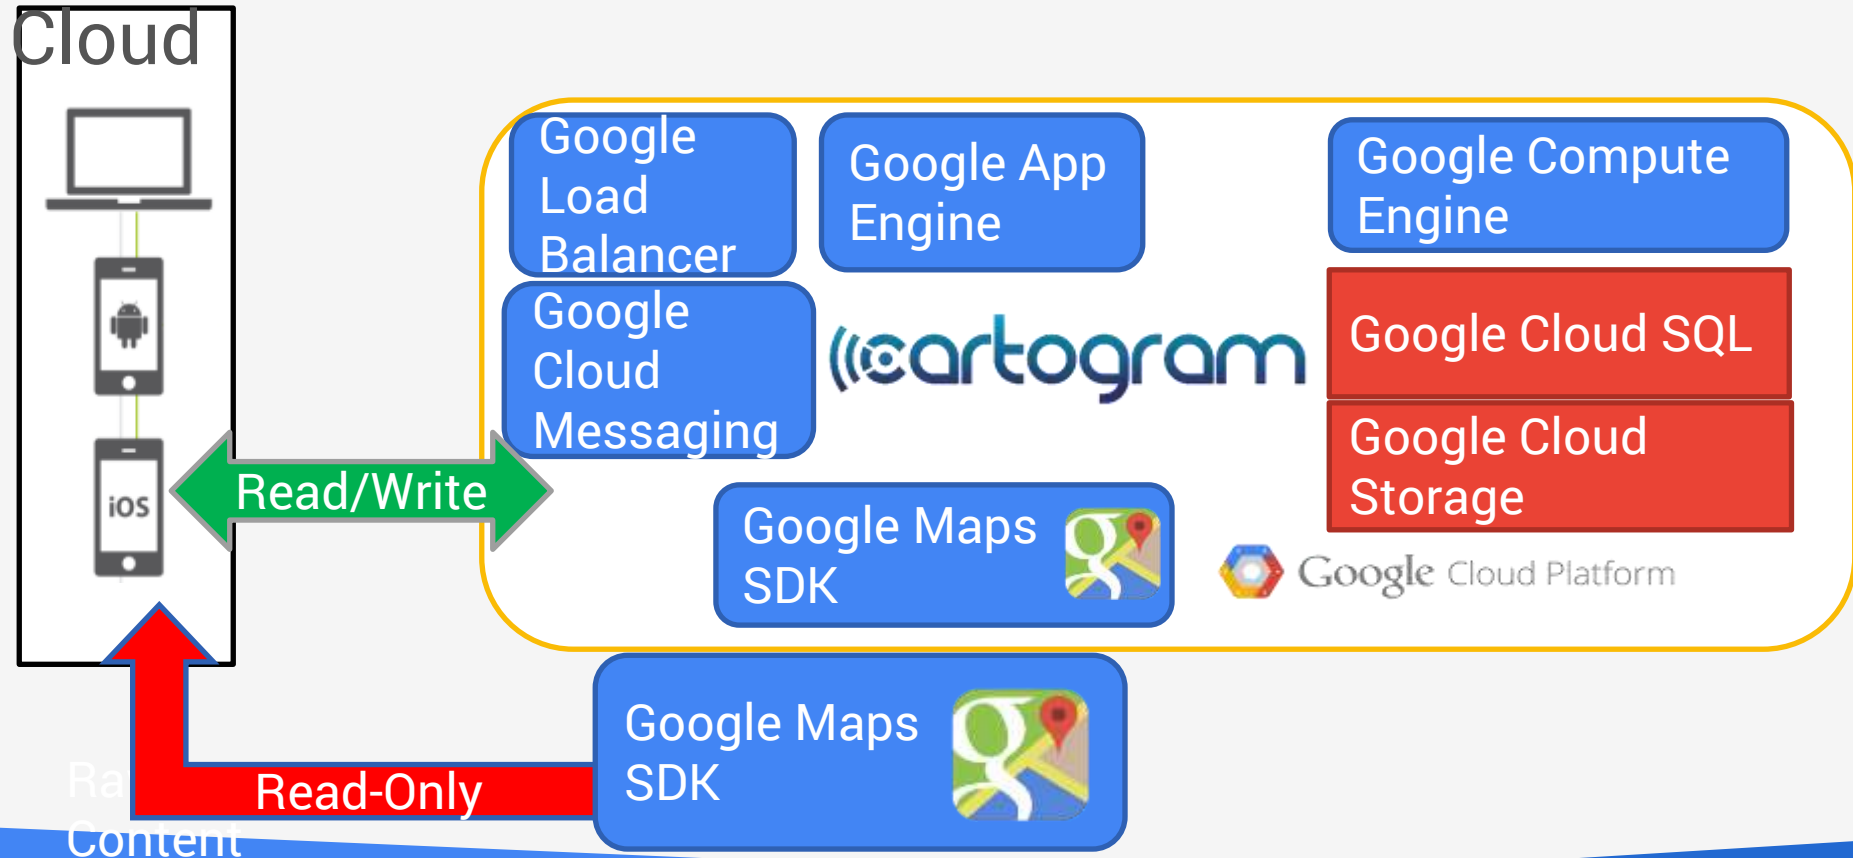 Cloud
Google
Load
Balancer
Google App
Engine
Google Compute
Engine
Google
Cloud
Messaging
cartogram
Google Cloud SQL
Google Cloud
Storage
iOS
Read/Write
Google Maps
SDK
g
Google Cloud Platform
Google Maps
SDK
g
Read-Only
Content